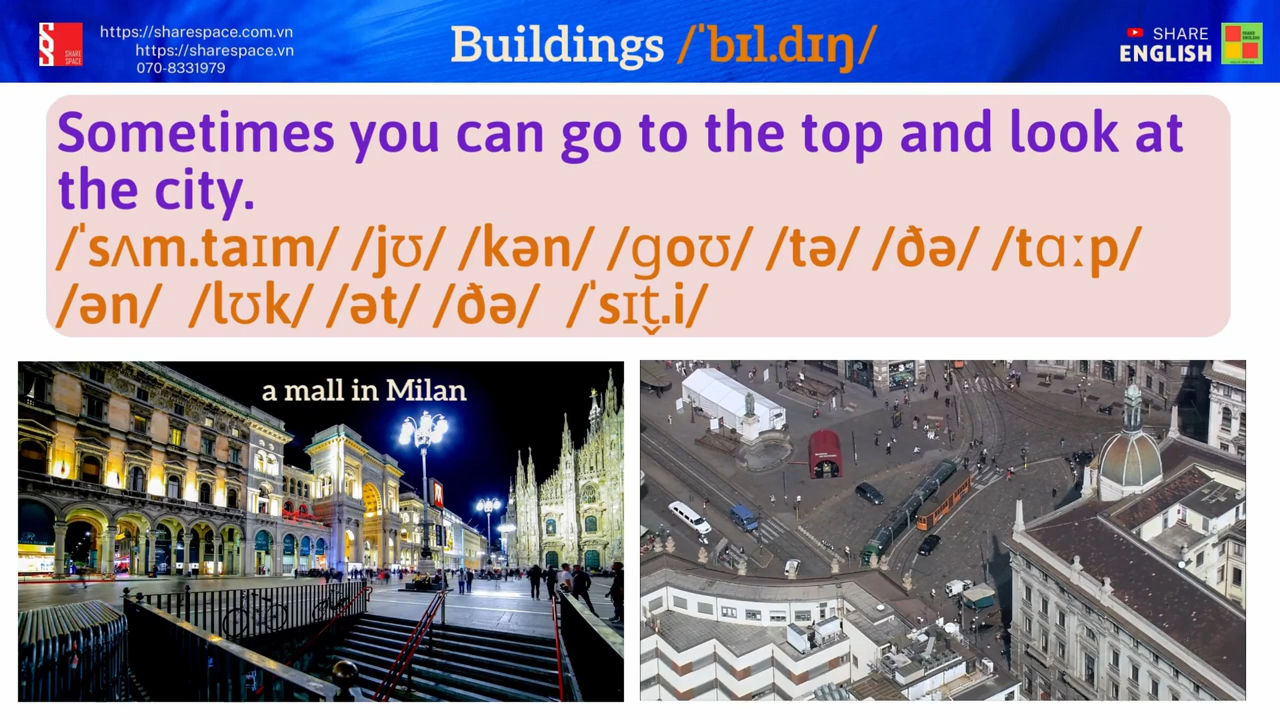 https://sharespace.com.vn
https://sharespace.vn
070-8331979
SHARE
SPACE
Buildings /ˈbɪl.dɪŋ/
SHARE
ENGLISH
Sometimes you can go to the top and look at
the city.
/ˈsʌm.taɪm/ /jʊ/ /kən/ /ɡoʊ/ /tə/ /ðə/ /tɑːp/
/ən/ /lʊk/ /ət/ /ðə/ /ˈsɪt̬.i/
a mall in Milan